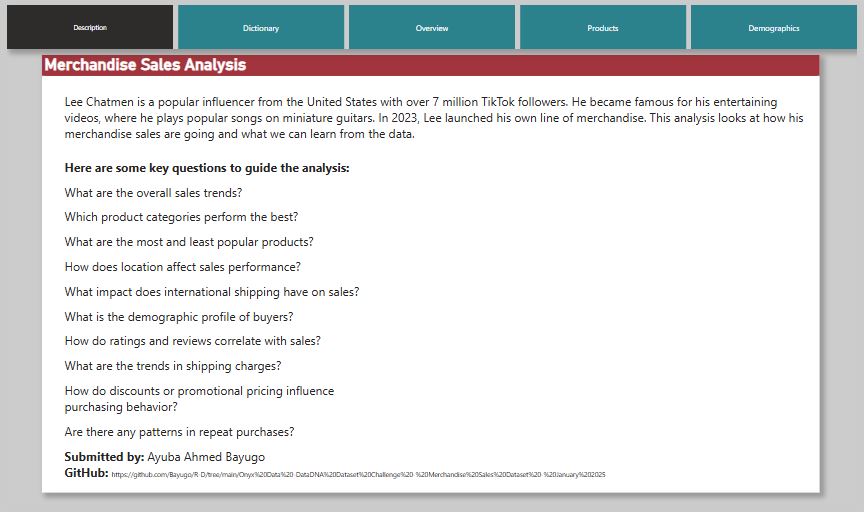 Description
Dictionary
Overview
Products
Demographics
Merchandise Sales Analysis
Lee Chatmen is a popular influencer from the United States with over 7 million TikTok followers. He became famous for his entertaining
videos, where he plays popular songs on miniature guitars. In 2023, Lee launched his own line of merchandise. This analysis looks at how his
merchandise sales are going and what we can learn from the data.
Here are some key questions to guide the analysis:
What are the overall sales trends?
Which product categories perform the best?
What are the most and least popular products?
How does location affect sales performance?
What impact does international shipping have on sales?
What is the demographic profile of buyers?
How do ratings and reviews correlate with sales?
What are the trends in shipping charges?
How do discounts or promotional pricing influence
purchasing behavior?
Are there any patterns in repeat purchases?
Submitted by: Ayuba Ahmed Bayugo
GitHub: https://github.com/Bayugo/R-D/tree/main/Onyx%20Data%20-DataDNA%20Dataset%20Challenge%20-%20Merchandise%20Sales%20Dataset%20-%20January%202025